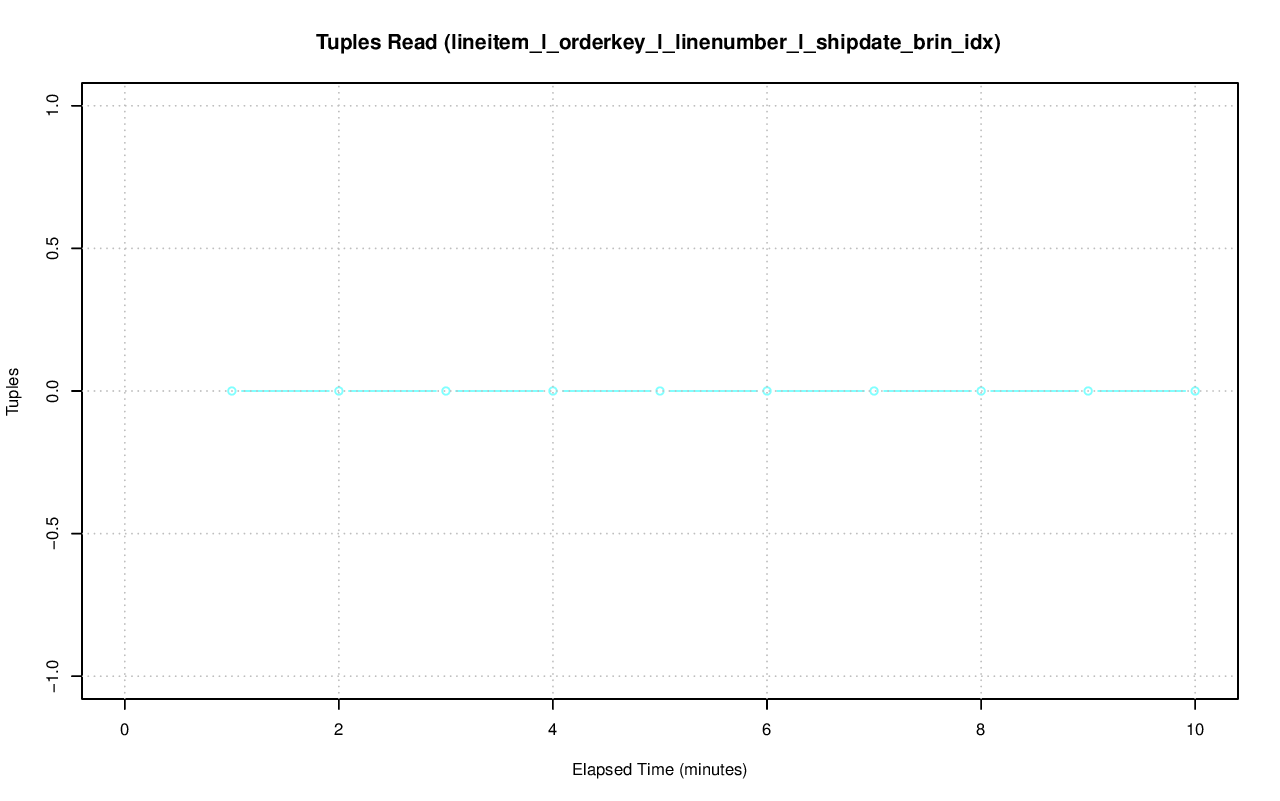 Tuples Read (lineitem_l_orderkey_l_linenumber_l_shipdate_brin_idx)
1.0
0.5
0.0
−0.5
−1.0
Tuples
0 2 4 6 8 10
Elapsed Time (minutes)